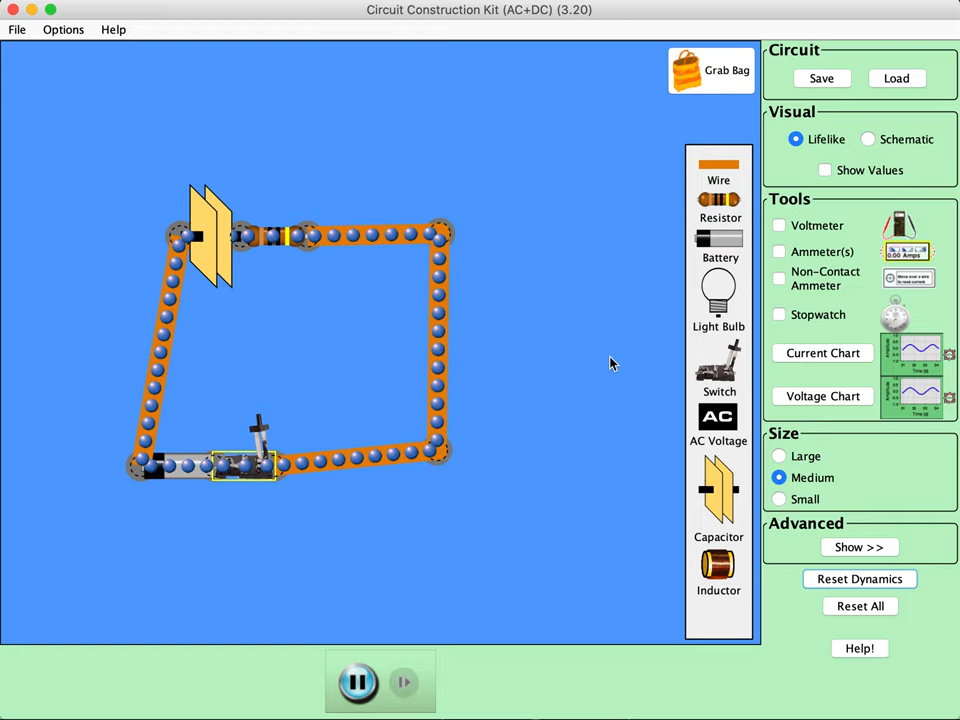 Circuit Construction Kit (AC+DC) (3.20)
File Options Help
Grab Bag
Wire
Resistor
Battery
Light Bulb
Switch
AC
AC Voltage
Capacitor
Inductor
Circuit
Save Load
Visual
Lifelike Schematic
Show Values
Tools
Voltmeter
Ammeter(s)
0.00 Amps
Non-Contact
Ammeter
Stopwatch
Current Chart
Voltage Chart
Size
Large
Medium
Small
Advanced
Show >>
Reset Dynamics
Reset All
Help!